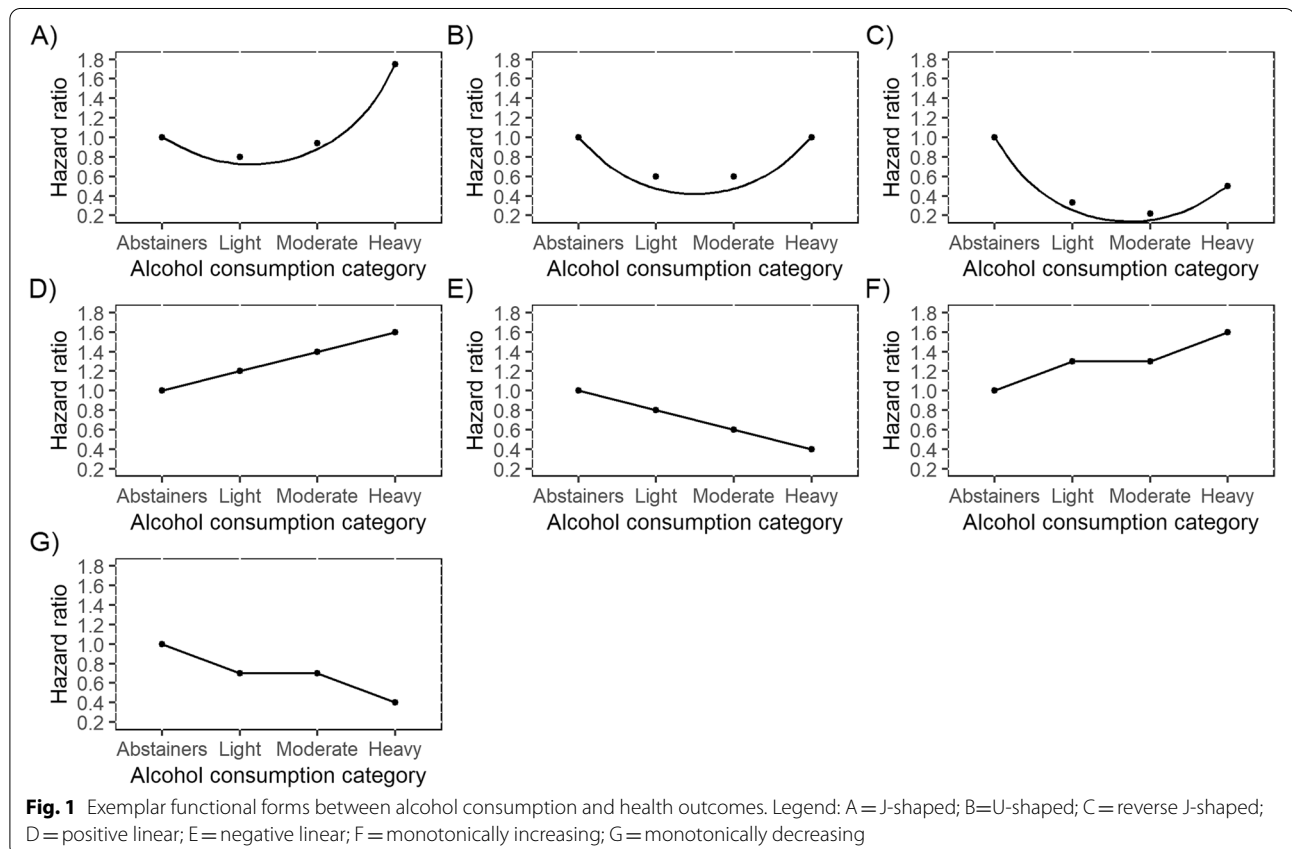 A)
B)
C)
Hazard ratio
1.8
1.6
1.4
1.2
1.0
0.8
0.6
0.4
0.2
Abstainers Light Moderate Heavy
Alcohol consumption category
Hazard ratio
1.8
1.6
1.4
1.2
1.0
0.8
0.6
0.4
0.2
Abstainers Light Moderate Heavy
Alcohol consumption category
Hazard ratio
1.8
1.6
1.4
1.2
1.0
0.8
0.6
0.4
0.2
Abstainers Light Moderate Heavy
Alcohol consumption category
D)
E)
F)
Hazard ratio
1.8
1.6
1.4
1.2
1.0
0.8
0.6
0.4
0.2
Abstainers Light Moderate Heavy
Alcohol consumption category
Hazard ratio
1.8
1.6
1.4
1.2
1.0
0.8
0.6
0.4
0.2
Abstainers Light Moderate Heavy
Alcohol consumption category
Hazard ratio
1.8
1.6
1.4
1.2
1.0
0.8
0.6
0.4
0.2
Abstainers Light Moderate Heavy
Alcohol consumption category
G)
Hazard ratio
1.8
1.6
1.4
1.2
1.0
0.8
0.6
0.4
0.2
Abstainers Light Moderate Heavy
Alcohol consumption category
Fig. 1 Exemplar functional forms between alcohol consumption and health outcomes. Legend: A = J-shaped; B=U-shaped; C = reverse J-shaped;
D = positive linear; E = negative linear; F = monotonically increasing; G = monotonically decreasing